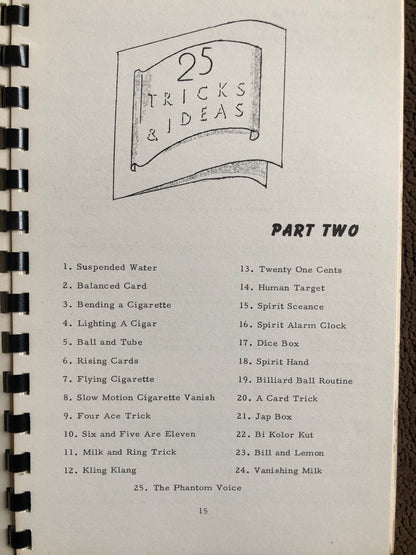 25
TRICKS
& IDEAS
PART TWO
1. Suspended Water
2. Balanced Card
3. Bending a Cigarette
4. Lighting A Cigar
5. Ball and Tube
6. Rising Cards
7. Flying Cigarette
8. Slow Motion Cigarette Vanish
9. Four Ace Trick
10. Six and Five Are Eleven
11. Milk and Ring Trick
12. Kling Klang
13. Twenty One Cents
14. Human Target
15. Spirit Sceance
16. Spirit Alarm Clock
17. Dice Box
18. Spirit Hand
19. Billiard Ball Routine
20. A Card Trick
21. Jap Box
22. Bi Kolor Kut
23. Bill and Lemon
24. Vanishing Milk
25. The Phantom Voice
15